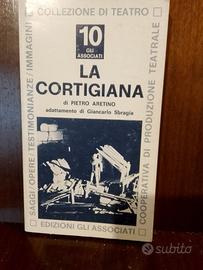 COLLEZIONE DI TEATRO
10
GLI
ASSOCIATI
LA
CORTIGIANA
di PIETRO ARETINO
adattamento di Giancarlo Sbragia
SAGGI/OPERE/TESTIMONIANZE/IMMAGINI
COOPERATIVA DI PRODUZIONE TEATRALE
EDIZIONI GLI ASSOCIATI
subito